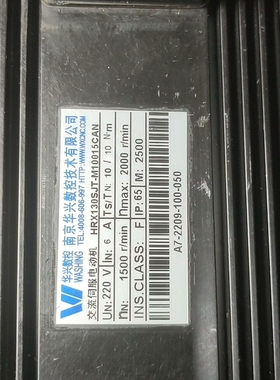 华兴数控
WASHING
南京华兴数控技术有限公司
TEL:4008-606-997 HTTP:WWW.WXCNC.COM
交流伺服电动机 HRX130SJT-M10015CAN
UN: 220 V IN: 6 A Ts/TN: 10 / 10 N·m
nN: 1500 r/min nmax: 2000 r/min
INS.CLASS: F IP:65 M: 2500
A7-2209-100-050